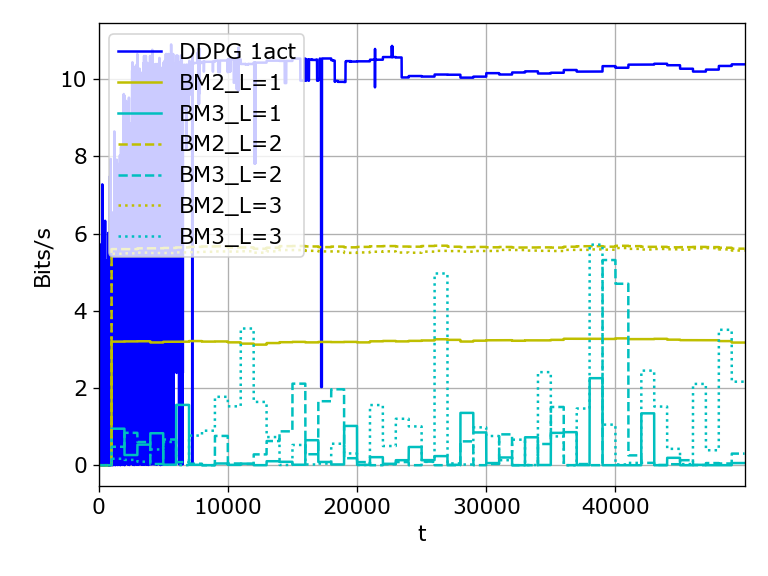 DDPG 1act
BM2_L=1
BM3_L=1
BM2_L=2
BM3_L=2
BM2_L=3
BM3_L=3
10
8
6
4
2
0
Bits/s
0
10000
20000
30000
40000
t